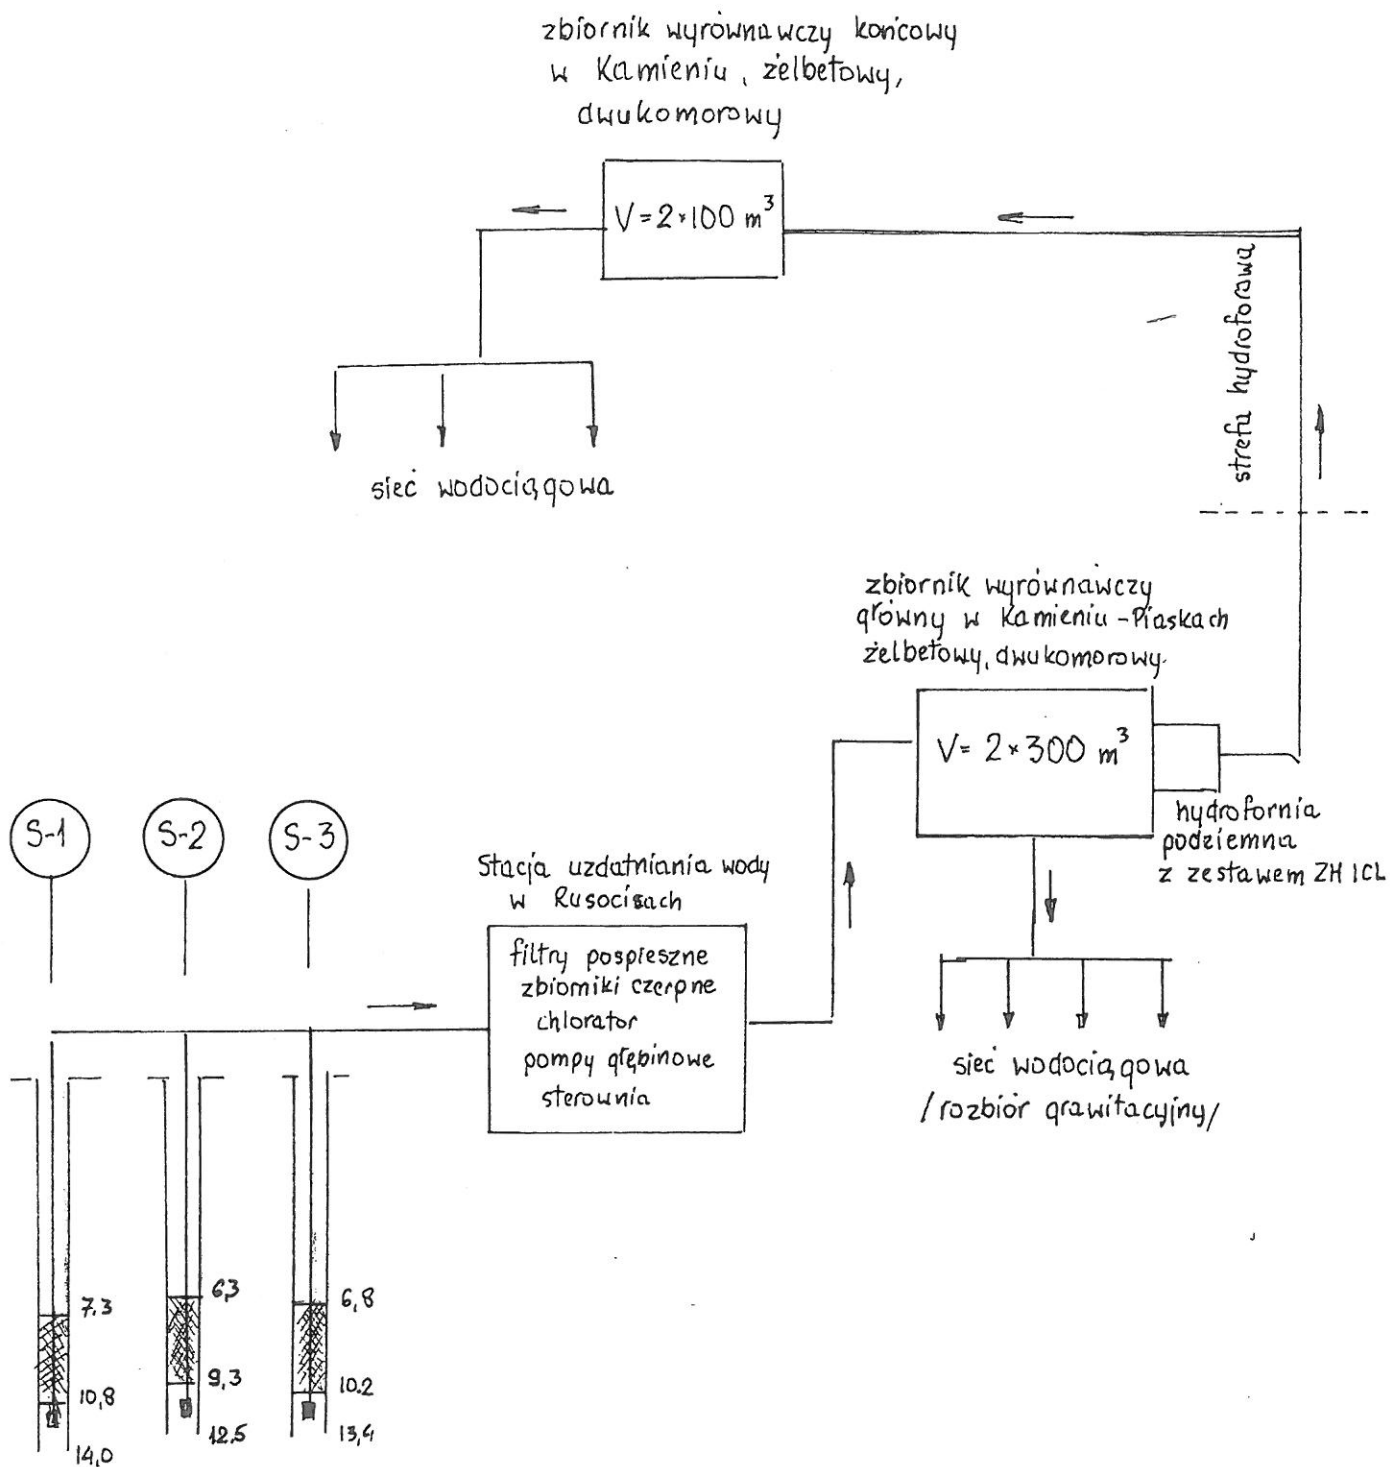 zbiornik wyrównawczy końcowy
w Kamieniu, żelbetowy,
dwukomorowy
V=2×100 m³
strefa hydroforowa
sieć wodociągowa
zbiornik wyrównawczy
główny w Kamieniu-Piaskach
żelbetowy, dwukomorowy.
V= 2×300 m³
hydrofornia
podziemna
z zestawem ZH ICL
S-1
S-2
S-3
Stacja uzdatniania wody
w Rusocisach
filtry pospieszne
zbiorniki czerpne
chlorator
pompy głębinowe
sterownia
sieć wodociągowa
/rozbiór grawitacyjny/
7,3
10,8
14,0
6,3
9,3
12,5
6,8
10.2
13,4